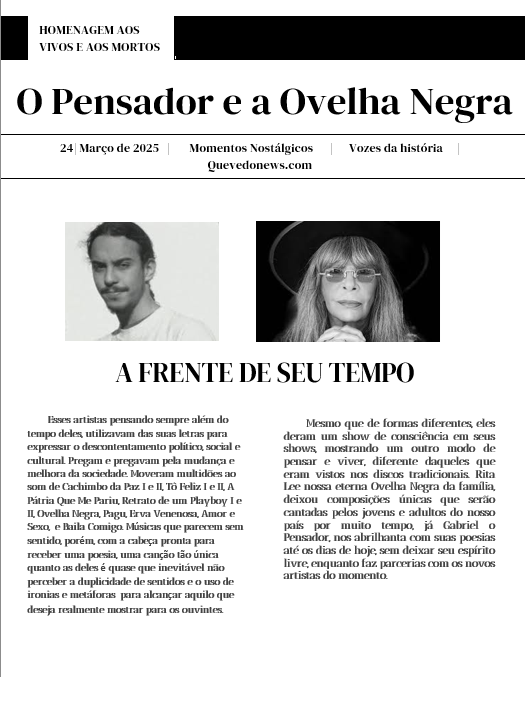 HOMENAGEM AOS
VIVOS E AOS MORTOS
O Pensador e a Ovelha Negra
24 Março de 2025 Momentos Nostálgicos Vozes da história
Quevedonews.com
A FRENTE DE SEU TEMPO
Esses artistas pensando sempre além do
tempo deles, utilizavam das suas letras para
expressar o descontentamento político, social e
cultural. Pregam e pregavam pela mudança e
melhora da sociedade. Moveram multidões ao
som de Cachimbo da Paz I e II, Tô Feliz I e II, A
Pátria Que Me Pariu, Retrato de um Playboy I e
II, Ovelha Negra, Pagu, Erva Venenosa, Amor e
Sexo, e Baila Comigo. Músicas que parecem sem
sentido, porém, com a cabeça pronta para
receber uma poesia, uma canção tão única
quanto as deles é quase que inevitável não
perceber a duplicidade de sentidos e o uso de
ironias e metáforas para alcançar aquilo que
deseja realmente mostrar para os ouvintes.
Mesmo que de formas diferentes, eles
deram um show de consciência em seus
shows, mostrando um outro modo de
pensar e viver, diferente daqueles que
eram vistos nos discos tradicionais. Rita
Lee nossa eterna Ovelha Negra da família,
deixou composições únicas que serão
cantadas pelos jovens e adultos do nosso
país por muito tempo, já Gabriel o
Pensador, nos abrilhanta com suas poesias
até os dias de hoje, sem deixar seu espírito
livre, enquanto faz parcerias com os novos
artistas do momento.